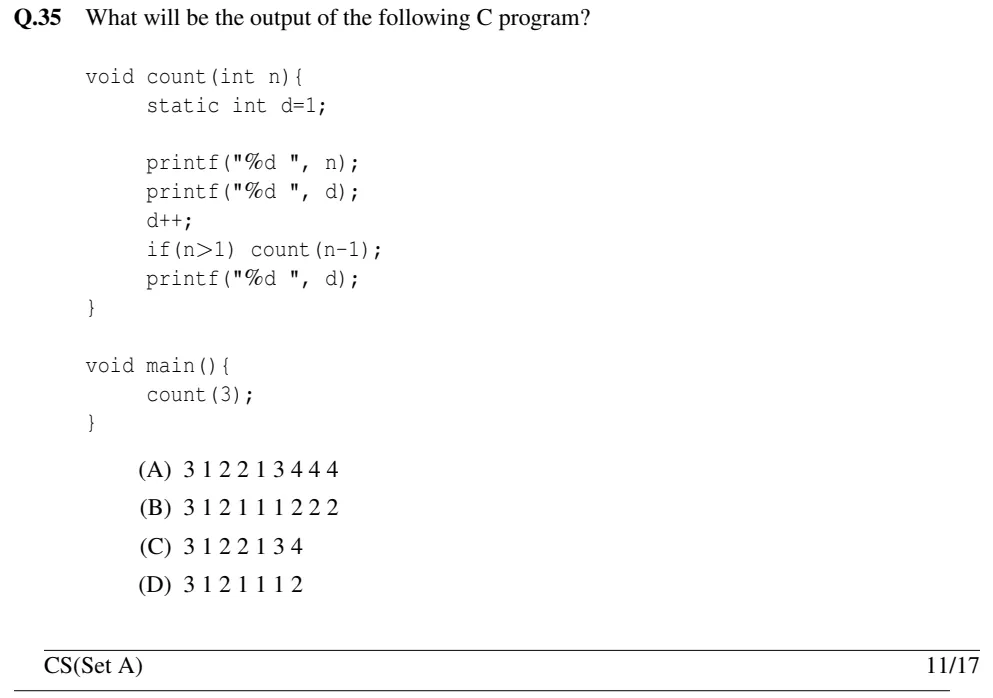 Q.35 What will be the output of the following C program?
void count(int n){
static int d=1;
printf("%d ", n);
printf("%d ", d);
d++;
if(n>1) count(n-1);
printf("%d ", d);
}
void main(){
count(3);
}
(A) 3 1 2 2 1 3 4 4 4
(B) 3 1 2 1 1 1 2 2 2
(C) 3 1 2 2 1 3 4
(D) 3 1 2 1 1 1 2
CS(Set A) 11/17